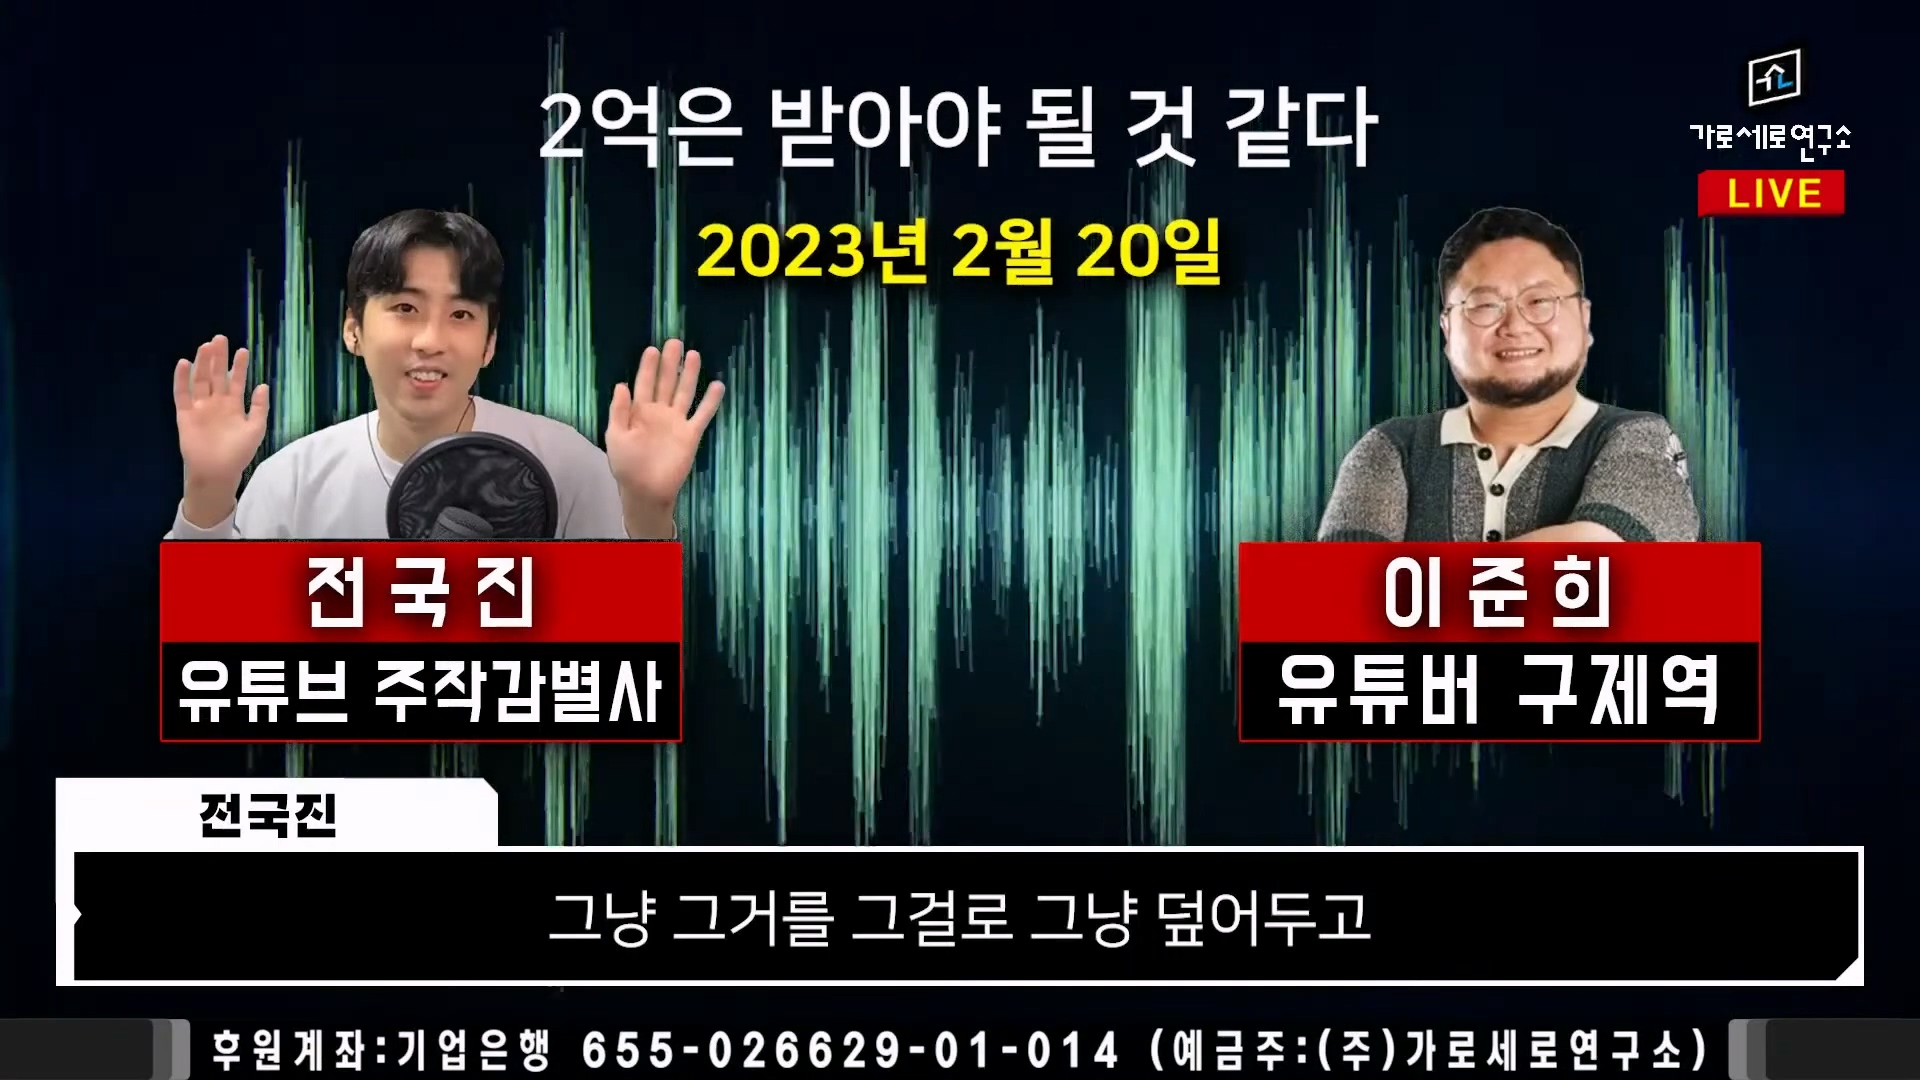 2억은 받아야 될 것 같다
가로세로연구소
LIVE
2023년 2월 20일
전국진
유튜브 주작감별사
이준희
유튜버 구제역
전국진
그냥 그거를 그걸로 그냥 덮어두고
후원계좌:기업은행 655-026629-01-014 (예금주:(주)가로세로연구소)